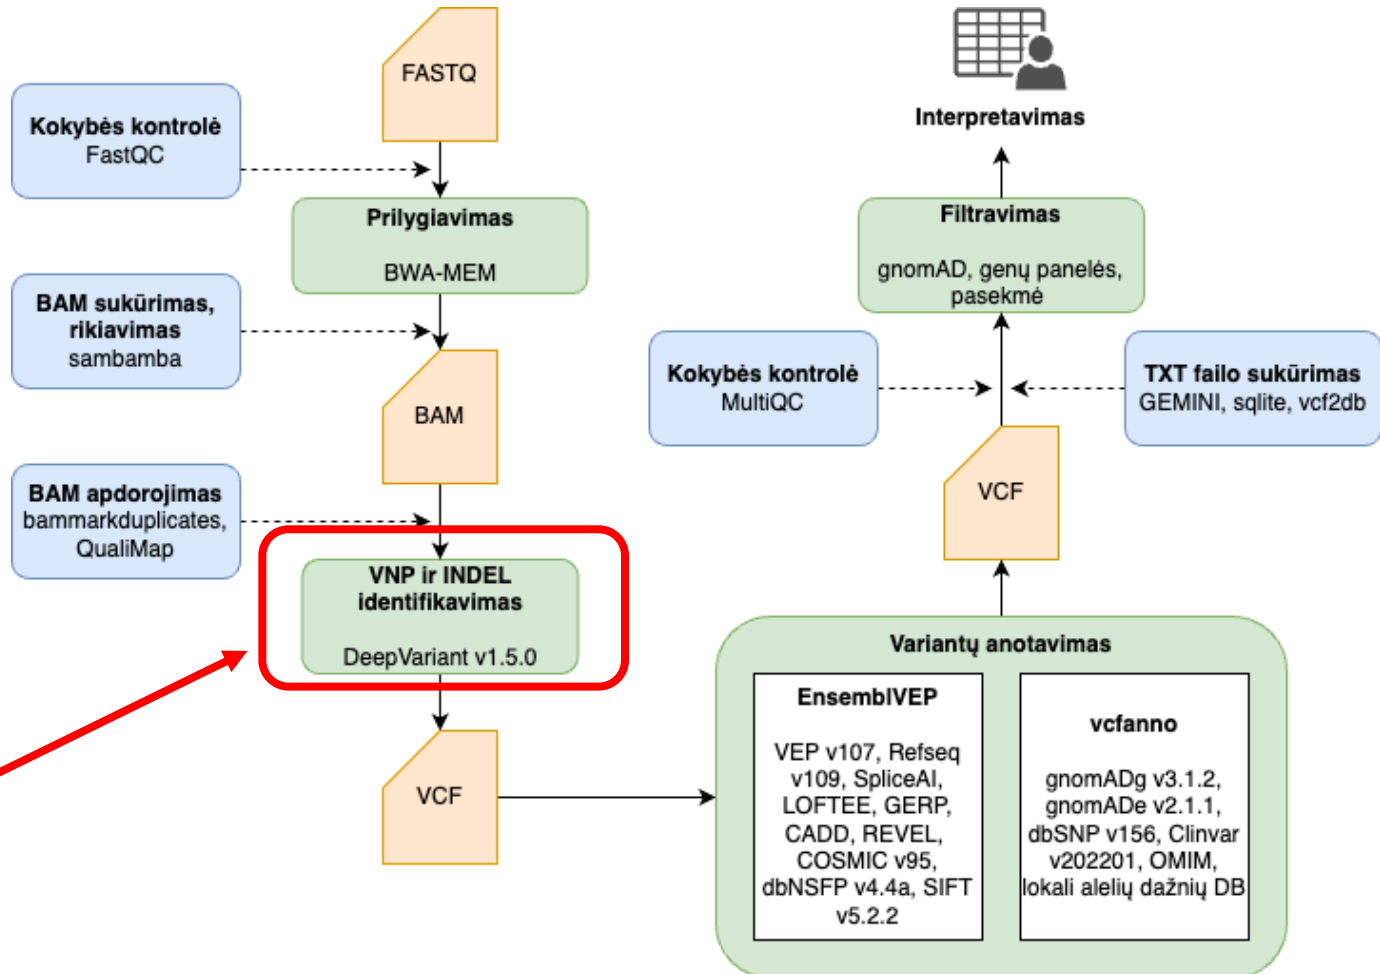 FASTQ
Kokybės kontrolė
FastQC
Prilygiavimas
BWA-MEM
BAM sukūrimas,
rikiavimas
sambamba
BAM
BAM apdorojimas
bammarkduplicates,
QualiMap
VNP ir INDEL
identifikavimas
DeepVariant v1.5.0
VCF
Variantų anotavimas
EnsemblVEP
VEP v107, Refseq
v109, SpliceAI,
LOFTEE, GERP,
CADD, REVEL,
COSMIC v95,
dbNSFP v4.4a, SIFT
v5.2.2
vcfanno
gnomADg v3.1.2,
gnomADe v2.1.1,
dbSNP v156, Clinvar
v202201, OMIM,
lokali alelių dažnių DB
VCF
Kokybės kontrolė
MultiQC
TXT failo sukūrimas
GEMINI, sqlite, vcf2db
Filtravimas
gnomAD, genų panelės,
pasekmė
Interpretavimas